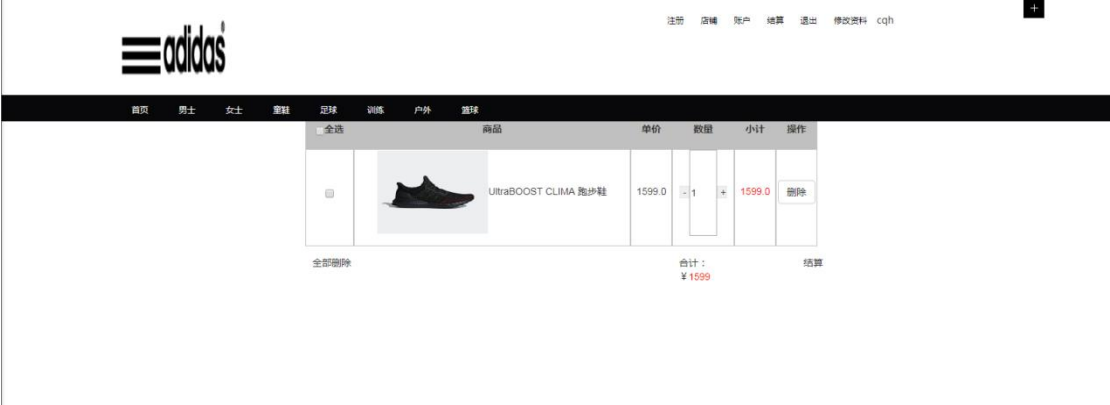 adidas
注册 店铺 账户 结算 退出 修改资料 cqh
+
首页 男士 女士 童鞋 足球 训练 户外 篮球
全选 商品 单价 数量 小计 操作
UltraBOOST CLIMA 跑步鞋 1599.0 - 1 + 1599.0 删除
全部删除 合计： 结算
¥ 1599